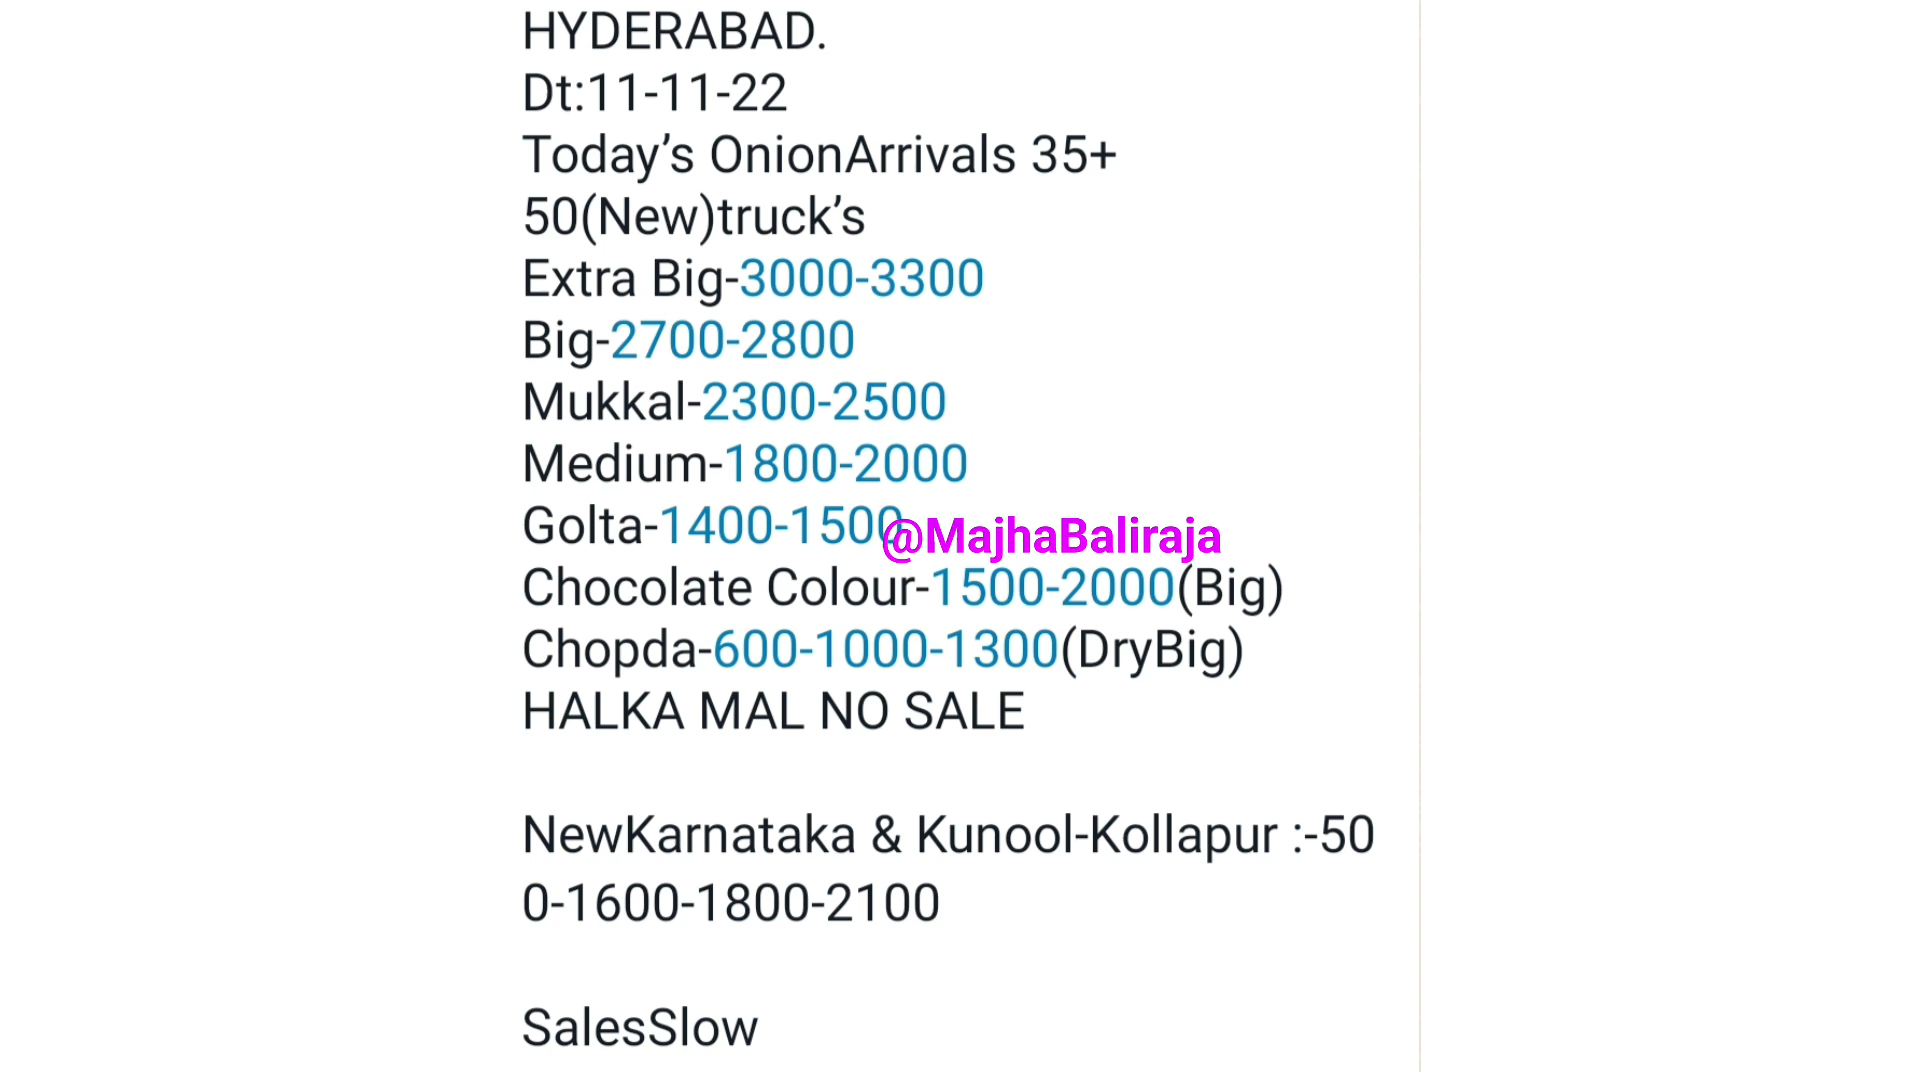 HYDERABAD.
Dt:11-11-22
Today’s OnionArrivals 35+
50(New)truck’s
Extra Big-3000-3300
Big-2700-2800
Mukkal-2300-2500
Medium-1800-2000
Golta-1400-1500
@MajhaBaliraja
Chocolate Colour-1500-2000(Big)
Chopda-600-1000-1300(DryBig)
HALKA MAL NO SALE
NewKarnataka & Kunool-Kollapur :-50
0-1600-1800-2100
SalesSlow